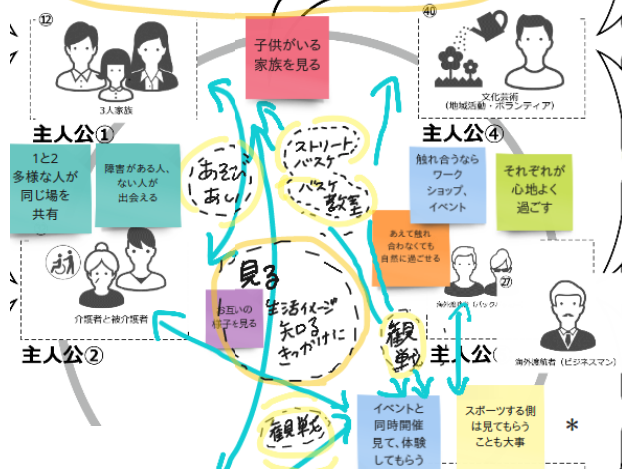 ⑫
子供がいる
家族を見る
㊵
3人家族
文化芸術
(地域活動・ボランティア)
主人公①
主人公④
1と2
多様な人が
同じ場を
共有
障害がある人、
ない人が
出会える
あそび
あい
ストリート
バスケ
バスケ
教室
触れ合うなら
ワーク
ショップ、
イベント
それぞれが
心地よく
過ごす
あえて触れ
合わなくても
自然に過ごせる
見る
生活イメージ
知る
きっかけに
お互いの
様子を見る
介護者と被介護者
主人公②
㉗
海外渡航者(バック
主人公
海外渡航者(ビジネスマン)
観戦
観戦
イベントと
同時開催
見て、体験
してもらう
スポーツする側
は見てもらう
ことも大事
*